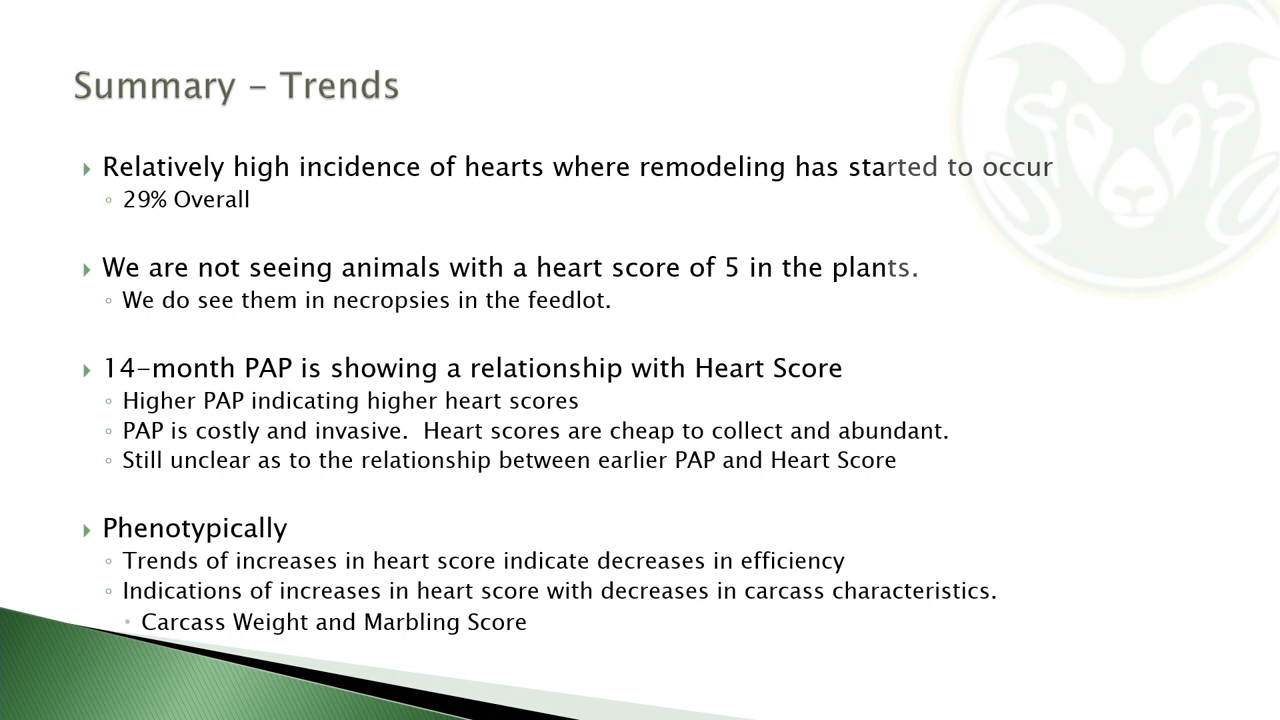 Summary – Trends
Relatively high incidence of hearts where remodeling has started to occur
29% Overall
We are not seeing animals with a heart score of 5 in the plants.
We do see them in necropsies in the feedlot.
14-month PAP is showing a relationship with Heart Score
Higher PAP indicating higher heart scores
PAP is costly and invasive.  Heart scores are cheap to collect and abundant.
Still unclear as to the relationship between earlier PAP and Heart Score
Phenotypically
Trends of increases in heart score indicate decreases in efficiency
Indications of increases in heart score with decreases in carcass characteristics.
Carcass Weight and Marbling Score